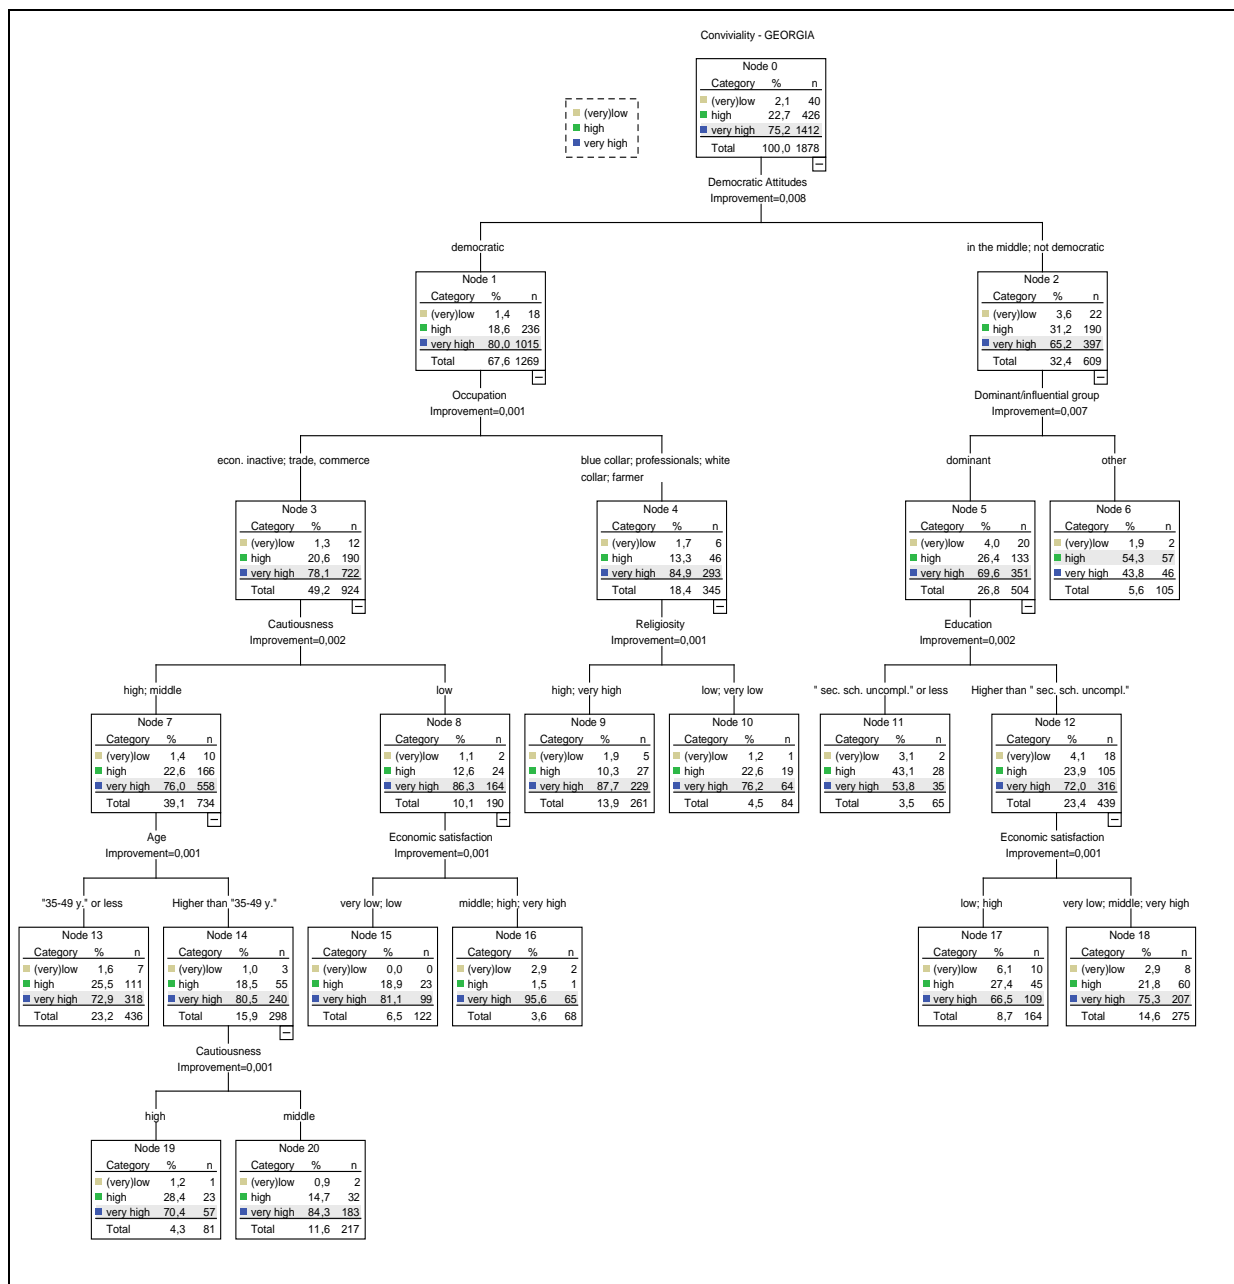 Conviviality - GEORGIA
(very)low
high
very high
Node 0
Category % n
(very)low 2,1 40
high 22,7 426
very high 75,2 1412
Total 100,0 1878
Democratic Attitudes
Improvement=0,008
democratic
in the middle; not democratic
Node 1
Category % n
(very)low 1,4 18
high 18,6 236
very high 80,0 1015
Total 67,6 1269
Occupation
Improvement=0,001
Node 2
Category % n
(very)low 3,6 22
high 31,2 190
very high 65,2 397
Total 32,4 609
Dominant/influential group
Improvement=0,007
econ. inactive; trade, commerce
blue collar; professionals; white
collar; farmer
dominant
other
Node 3
Category % n
(very)low 1,3 12
high 20,6 190
very high 78,1 722
Total 49,2 924
Cautiousness
Improvement=0,002
Node 4
Category % n
(very)low 1,7 6
high 13,3 46
very high 84,9 293
Total 18,4 345
Religiosity
Improvement=0,001
Node 5
Category % n
(very)low 4,0 20
high 26,4 133
very high 69,6 351
Total 26,8 504
Education
Improvement=0,002
Node 6
Category % n
(very)low 1,9 2
high 54,3 57
very high 43,8 46
Total 5,6 105
high; middle
low
high; very high
low; very low
" sec. sch. uncompl." or less
Higher than " sec. sch. uncompl."
Node 7
Category % n
(very)low 1,4 10
high 22,6 166
very high 76,0 558
Total 39,1 734
Age
Improvement=0,001
Node 8
Category % n
(very)low 1,1 2
high 12,6 24
very high 86,3 164
Total 10,1 190
Economic satisfaction
Improvement=0,001
Node 9
Category % n
(very)low 1,9 5
high 10,3 27
very high 87,7 229
Total 13,9 261
Node 10
Category % n
(very)low 1,2 1
high 22,6 19
very high 76,2 64
Total 4,5 84
Node 11
Category % n
(very)low 3,1 2
high 43,1 28
very high 53,8 35
Total 3,5 65
Node 12
Category % n
(very)low 4,1 18
high 23,9 105
very high 72,0 316
Total 23,4 439
Economic satisfaction
Improvement=0,001
"35-49 y." or less
Higher than "35-49 y."
very low; low
middle; high; very high
low; high
very low; middle; very high
Node 13
Category % n
(very)low 1,6 7
high 25,5 111
very high 72,9 318
Total 23,2 436
Node 14
Category % n
(very)low 1,0 3
high 18,5 55
very high 80,5 240
Total 15,9 298
Cautiousness
Improvement=0,001
Node 15
Category % n
(very)low 0,0 0
high 18,9 23
very high 81,1 99
Total 6,5 122
Node 16
Category % n
(very)low 2,9 2
high 1,5 1
very high 95,6 65
Total 3,6 68
Node 17
Category % n
(very)low 6,1 10
high 27,4 45
very high 66,5 109
Total 8,7 164
Node 18
Category % n
(very)low 2,9 8
high 21,8 60
very high 75,3 207
Total 14,6 275
high
middle
Node 19
Category % n
(very)low 1,2 1
high 28,4 23
very high 70,4 57
Total 4,3 81
Node 20
Category % n
(very)low 0,9 2
high 14,7 32
very high 84,3 183
Total 11,6 217